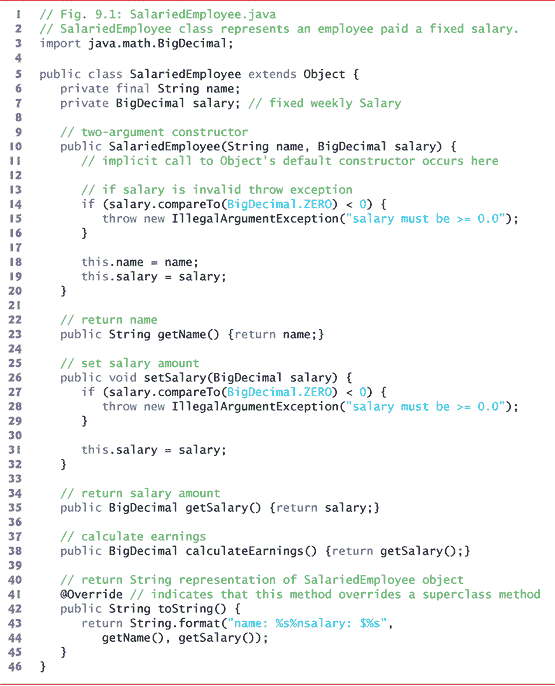 1 // Fig. 9.1: SalariedEmployee.java
2 // SalariedEmployee class represents an employee paid a fixed salary.
3 import java.math.BigDecimal;
4
5 public class SalariedEmployee extends Object {
6 private final String name;
7 private BigDecimal salary; // fixed weekly Salary
8
9 // two-argument constructor
10 public SalariedEmployee(String name, BigDecimal salary) {
11 // implicit call to Object's default constructor occurs here
12
13 // if salary is invalid throw exception
14 if (salary.compareTo(BigDecimal.ZERO) < 0) {
15 throw new IllegalArgumentException("salary must be >= 0.0");
16 }
17
18 this.name = name;
19 this.salary = salary;
20 }
21
22 // return name
23 public String getName() {return name;}
24
25 // set salary amount
26 public void setSalary(BigDecimal salary) {
27 if (salary.compareTo(BigDecimal.ZERO) < 0) {
28 throw new IllegalArgumentException("salary must be >= 0.0");
29 }
30
31 this.salary = salary;
32 }
33
34 // return salary amount
35 public BigDecimal getSalary() {return salary;}
36
37 // calculate earnings
38 public BigDecimal calculateEarnings() {return getSalary();}
39
40 // return String representation of SalariedEmployee object
41 @Override // indicates that this method overrides a superclass method
42 public String toString() {
43 return String.format("name: %s%nsalary: $%s",
44 getName(), getSalary());
45 }
46 }